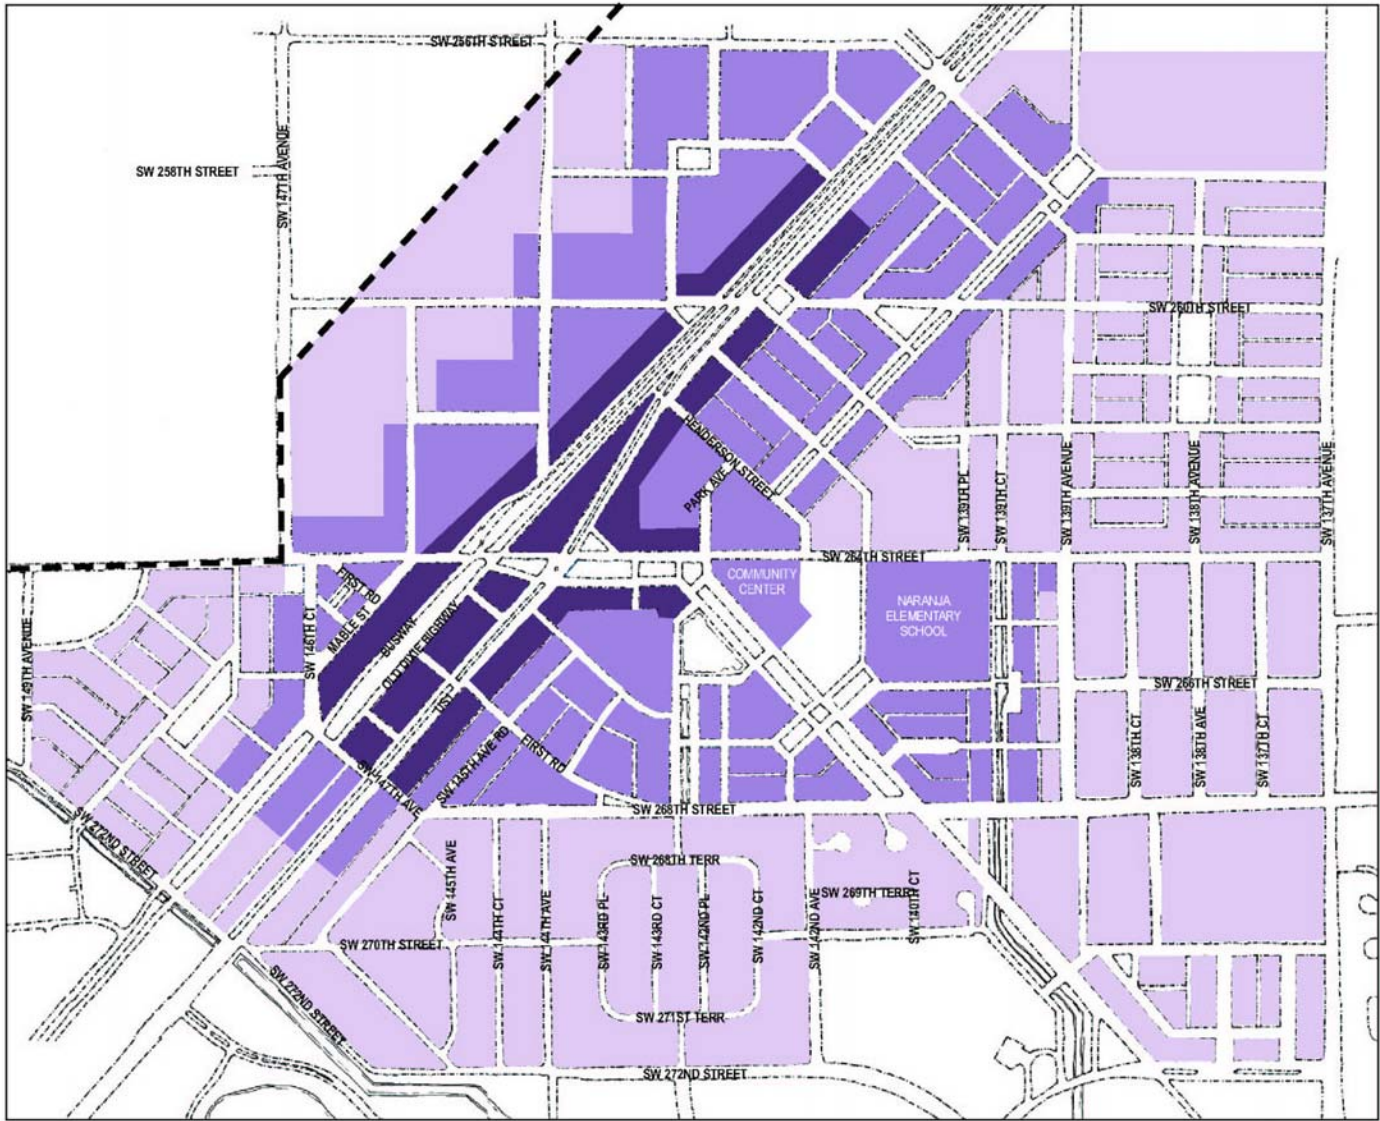 SW 256TH STREET
SW 258TH STREET
SW 147TH AVENUE
SW 260TH STREET
HENDERSON STREET
PARK AVE
SW 139TH PL
SW 139TH CT
SW 139TH AVENUE
SW 138TH AVENUE
SW 137TH AVENUE
SW 264TH STREET
COMMUNITY
CENTER
NARANJA
ELEMENTARY
SCHOOL
FIRST RD
MABLE ST.
SW 146TH CT
BUSWAY
OLD DIXIE HIGHWAY
US-1
SW 149TH AVENUE
SW 266TH STREET
SW 138TH CT
SW 138TH AVE
SW 137TH CT
FIRST RD
SW 145TH AVE RD
SW 147TH AVE
SW 268TH STREET
SW 272ND STREET
SW 268TH TERR
SW 269TH TERR
SW 145TH AVE
SW 144TH CT
SW 144TH AVE
SW 143RD PL
SW 143RD CT
SW 142ND PL
SW 142ND CT
SW 142ND AVE
SW 140TH CT
SW 270TH STREET
SW 272ND STREET
SW 271ST TERR
SW 272ND STREET